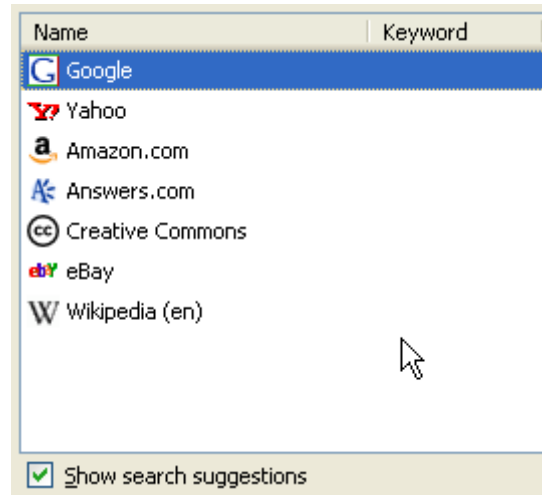 Name Keyword
Google
Yahoo
Amazon.com
Answers.com
Creative Commons
eBay
Wikipedia (en)
Show search suggestions